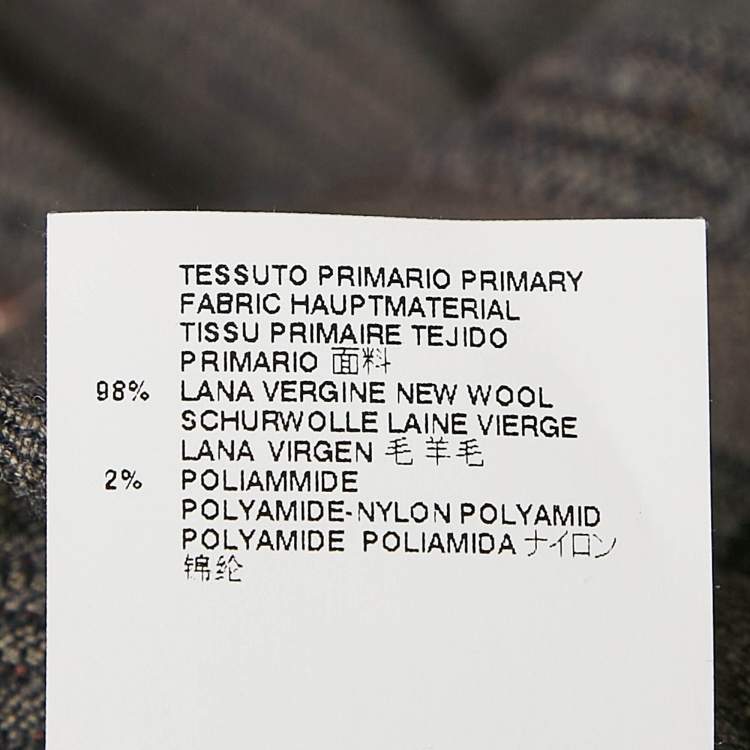 TESSUTO PRIMARIO PRIMARY
FABRIC HAUPTMATERIAL
TISSU PRIMAIRE TEJIDO
PRIMARIO 面料
98% LANA VERGINE NEW WOOL
SCHURWOLLE LAINE VIERGE
LANA VIRGEN 毛 羊毛
2% POLIAMMIDE
POLYAMIDE-NYLON POLYAMID
POLYAMIDE POLIAMIDA ナイロン
锦纶